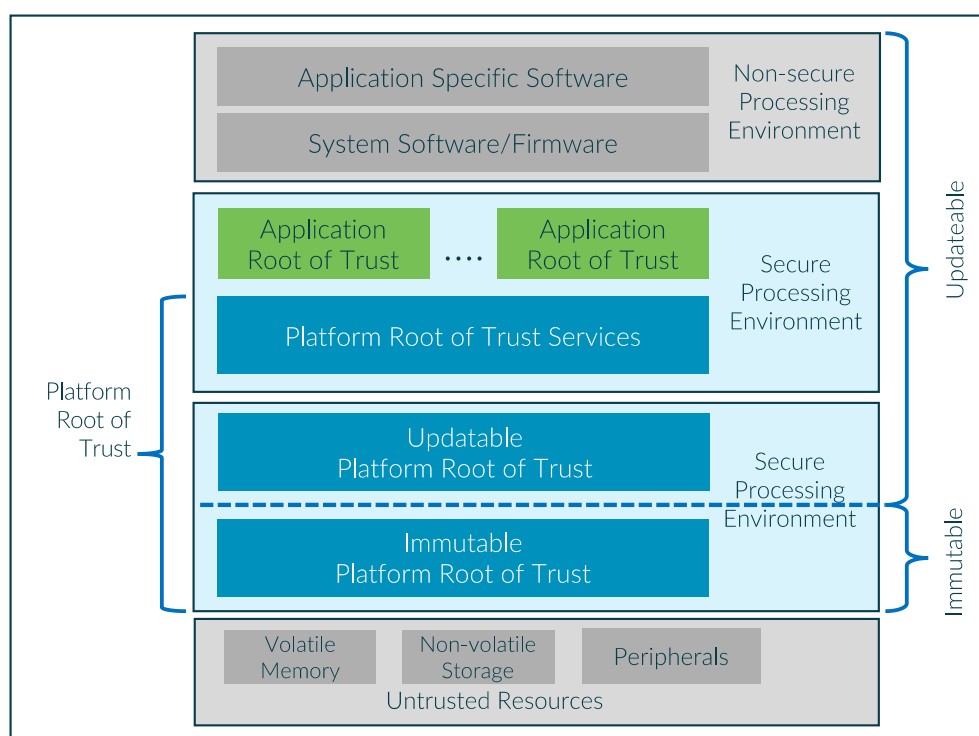 Application Specific Software
System Software/Firmware
Non-secure
Processing
Environment
Application
Root of Trust
....
Application
Root of Trust
Secure
Processing
Environment
Platform Root of Trust Services
Updateable
Platform
Root of
Trust
Updatable
Platform Root of Trust
Secure
Processing
Environment
Immutable
Platform Root of Trust
Immutable
Volatile
Memory
Non-volatile
Storage
Peripherals
Untrusted Resources